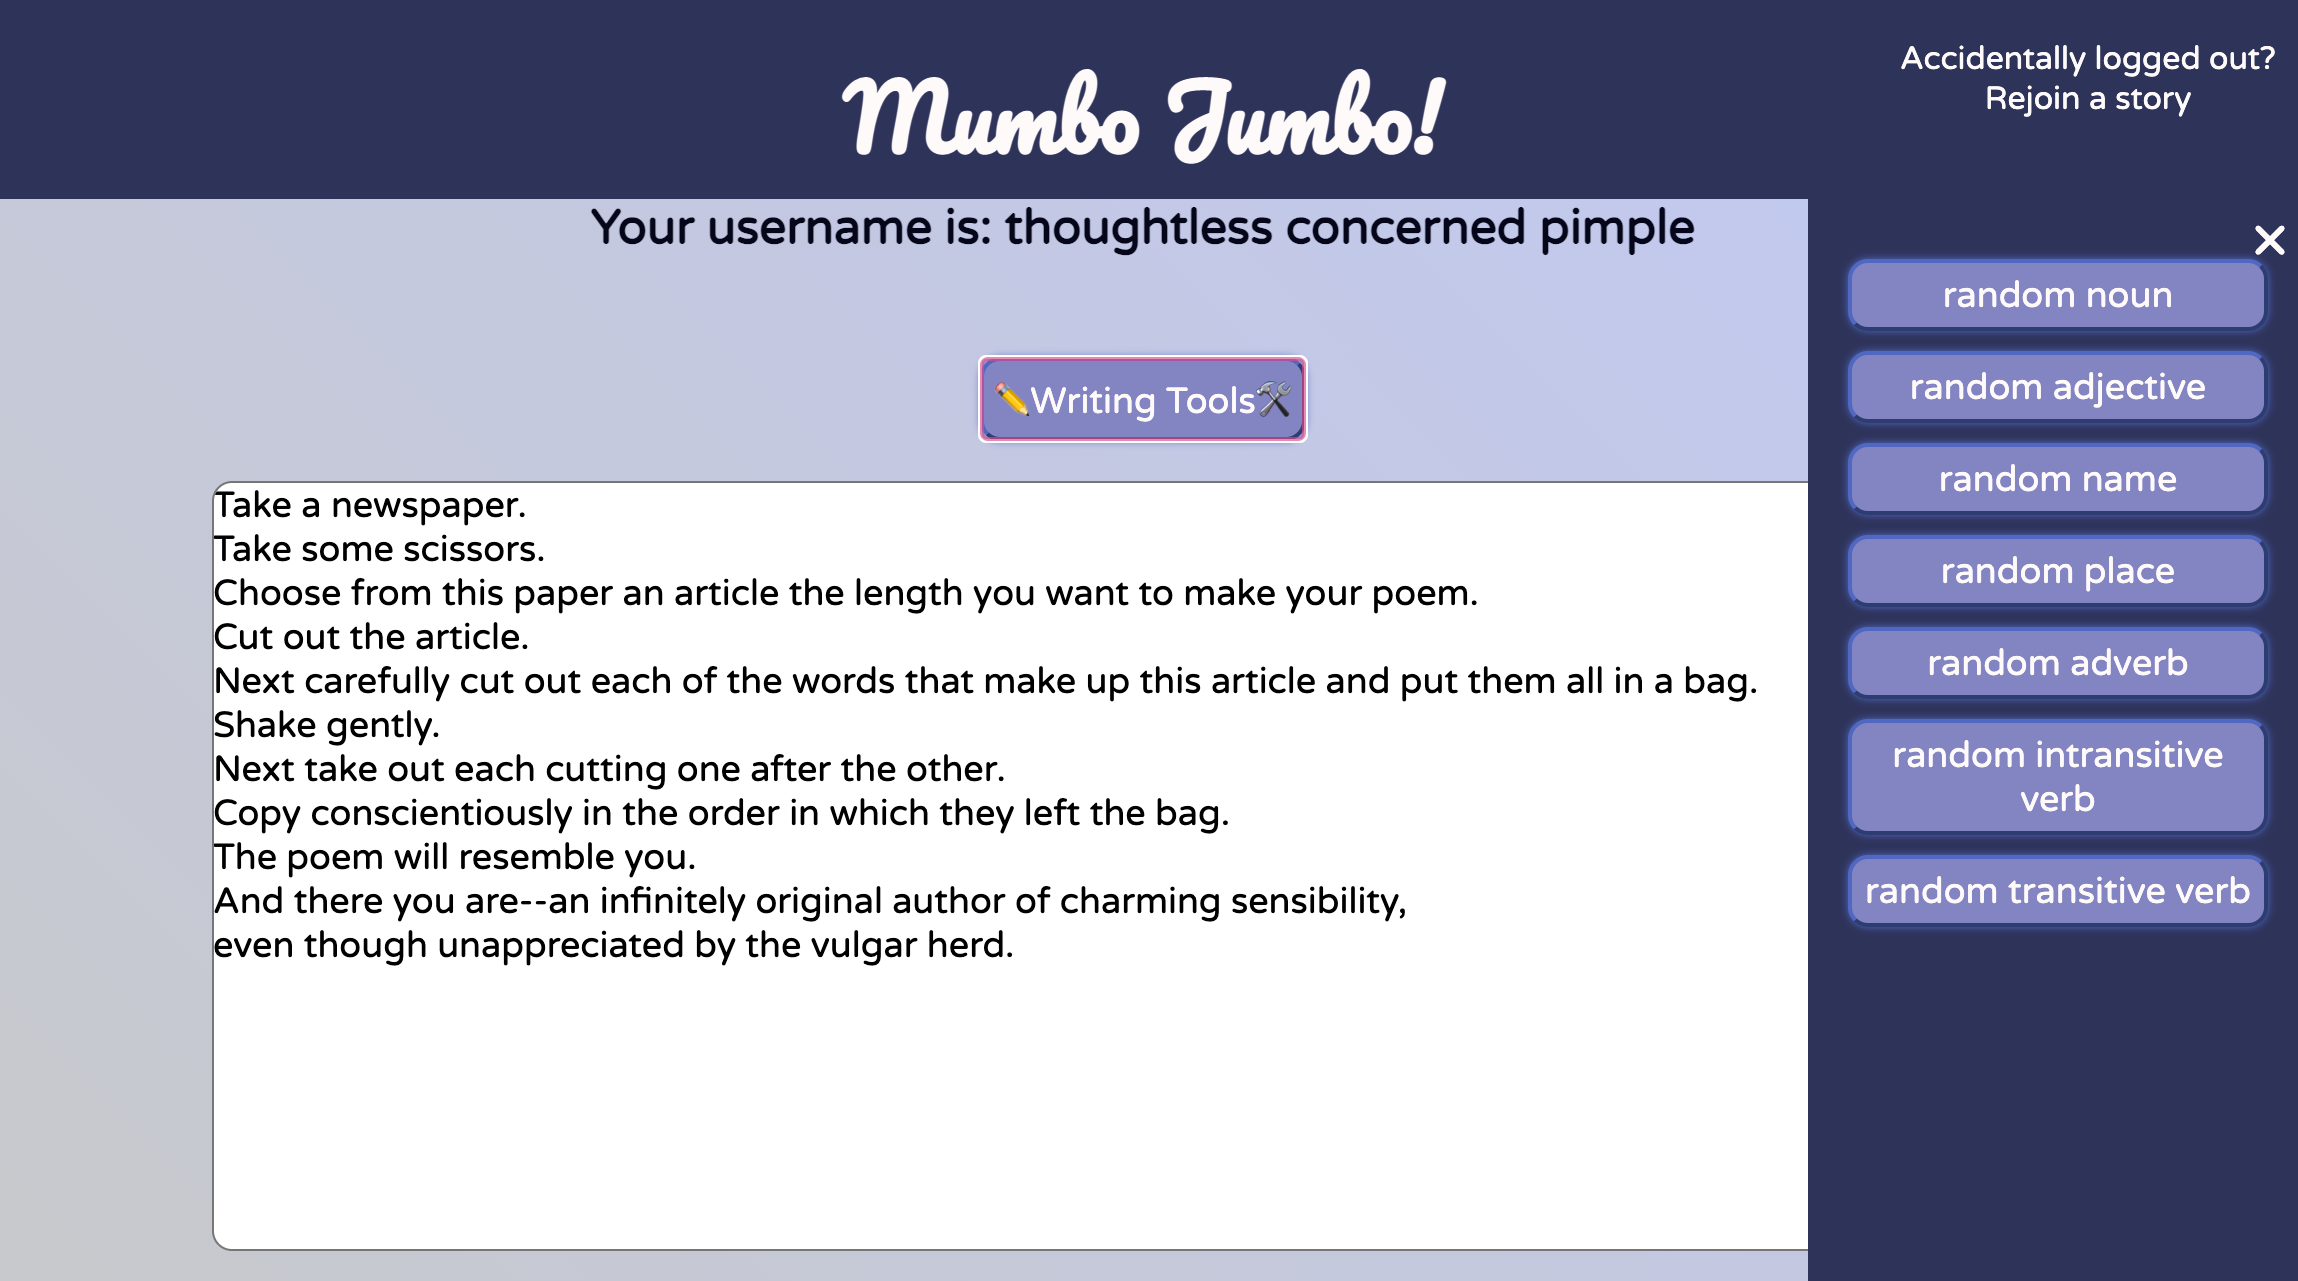 Mumbo Jumbo!
Accidentally logged out?
Rejoin a story
Your username is: thoughtless concerned pimple
✏️Writing Tools🛠️
Take a newspaper.
Take some scissors.
Choose from this paper an article the length you want to make your poem.
Cut out the article.
Next carefully cut out each of the words that make up this article and put them all in a bag.
Shake gently.
Next take out each cutting one after the other.
Copy conscientiously in the order in which they left the bag.
The poem will resemble you.
And there you are--an infinitely original author of charming sensibility,
even though unappreciated by the vulgar herd.
random noun
random adjective
random name
random place
random adverb
random intransitive
verb
random transitive verb